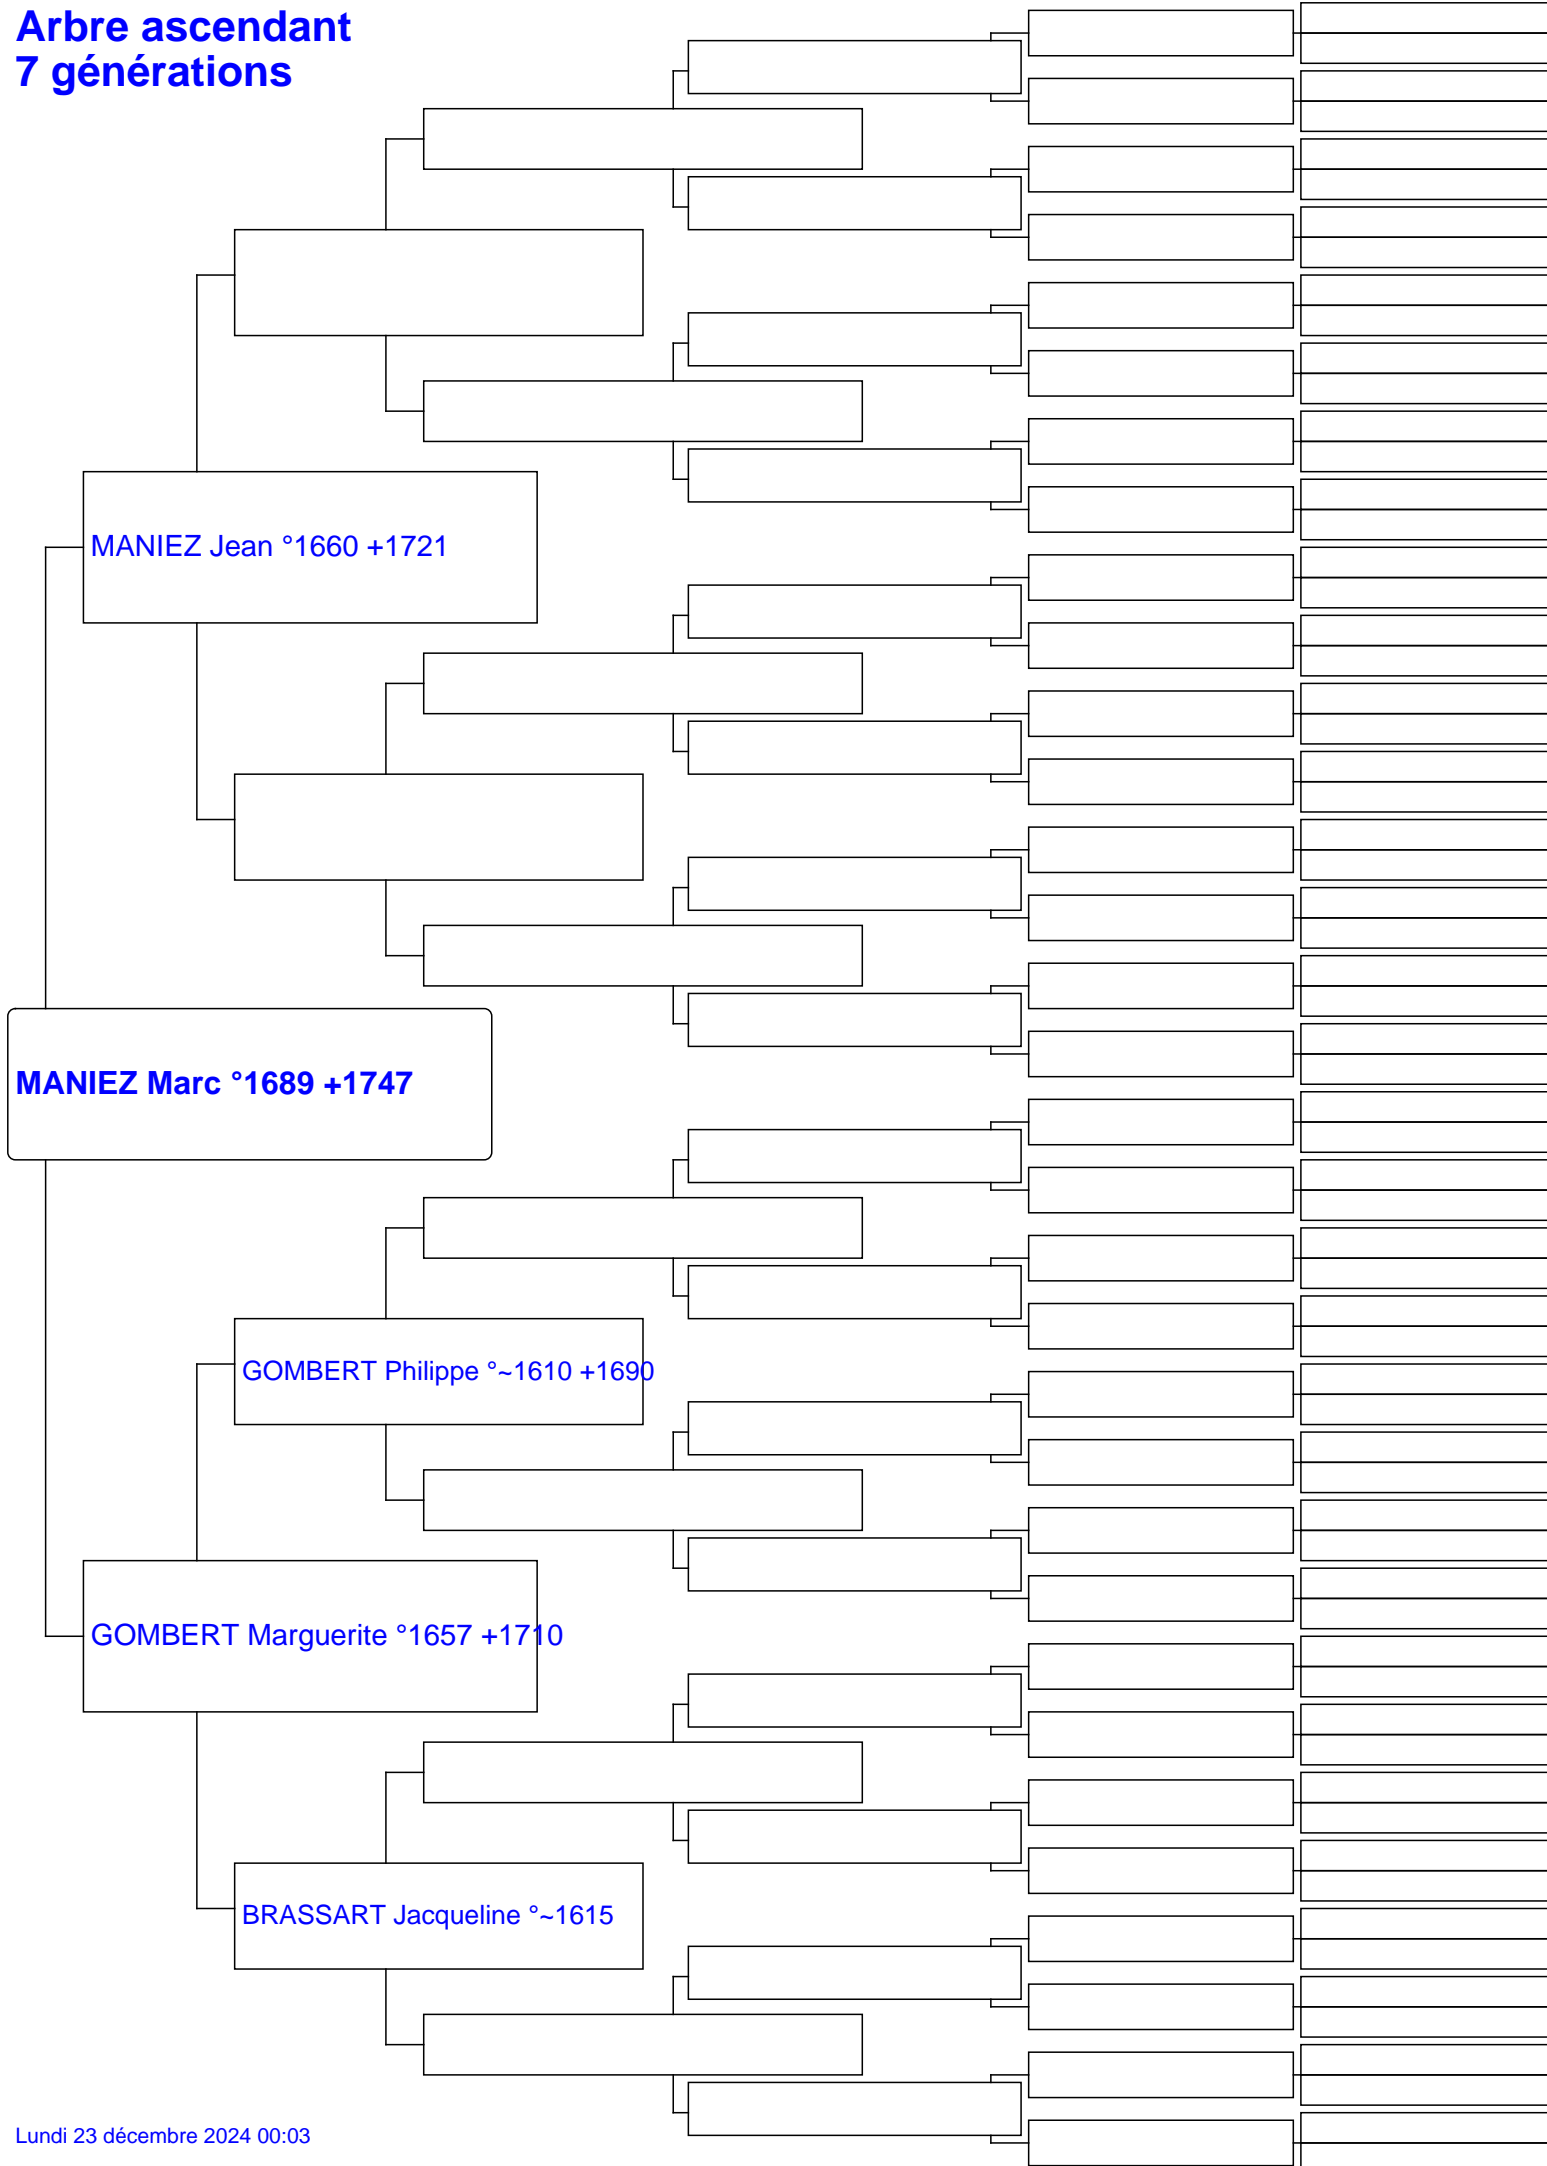 Arbre ascendant
7 générations
MANIEZ Jean °1660 +1721
MANIEZ Marc °1689 +1747
GOMBERT Philippe °~1610 +1690
GOMBERT Marguerite °1657 +1710
BRASSART Jacqueline °~1615
Lundi 23 décembre 2024 00:03